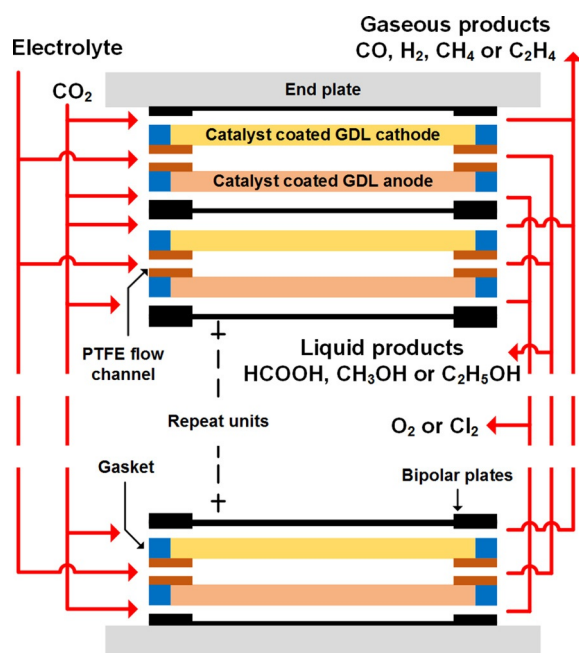 Gaseous products
CO, H₂, CH₄ or C₂H₄
Electrolyte
CO₂
End plate
Catalyst coated GDL cathode
Catalyst coated GDL anode
PTFE flow
channel
Liquid products
HCOOH, CH₃OH or C₂H₅OH
Repeat units
O₂ or Cl₂
Gasket
Bipolar plates